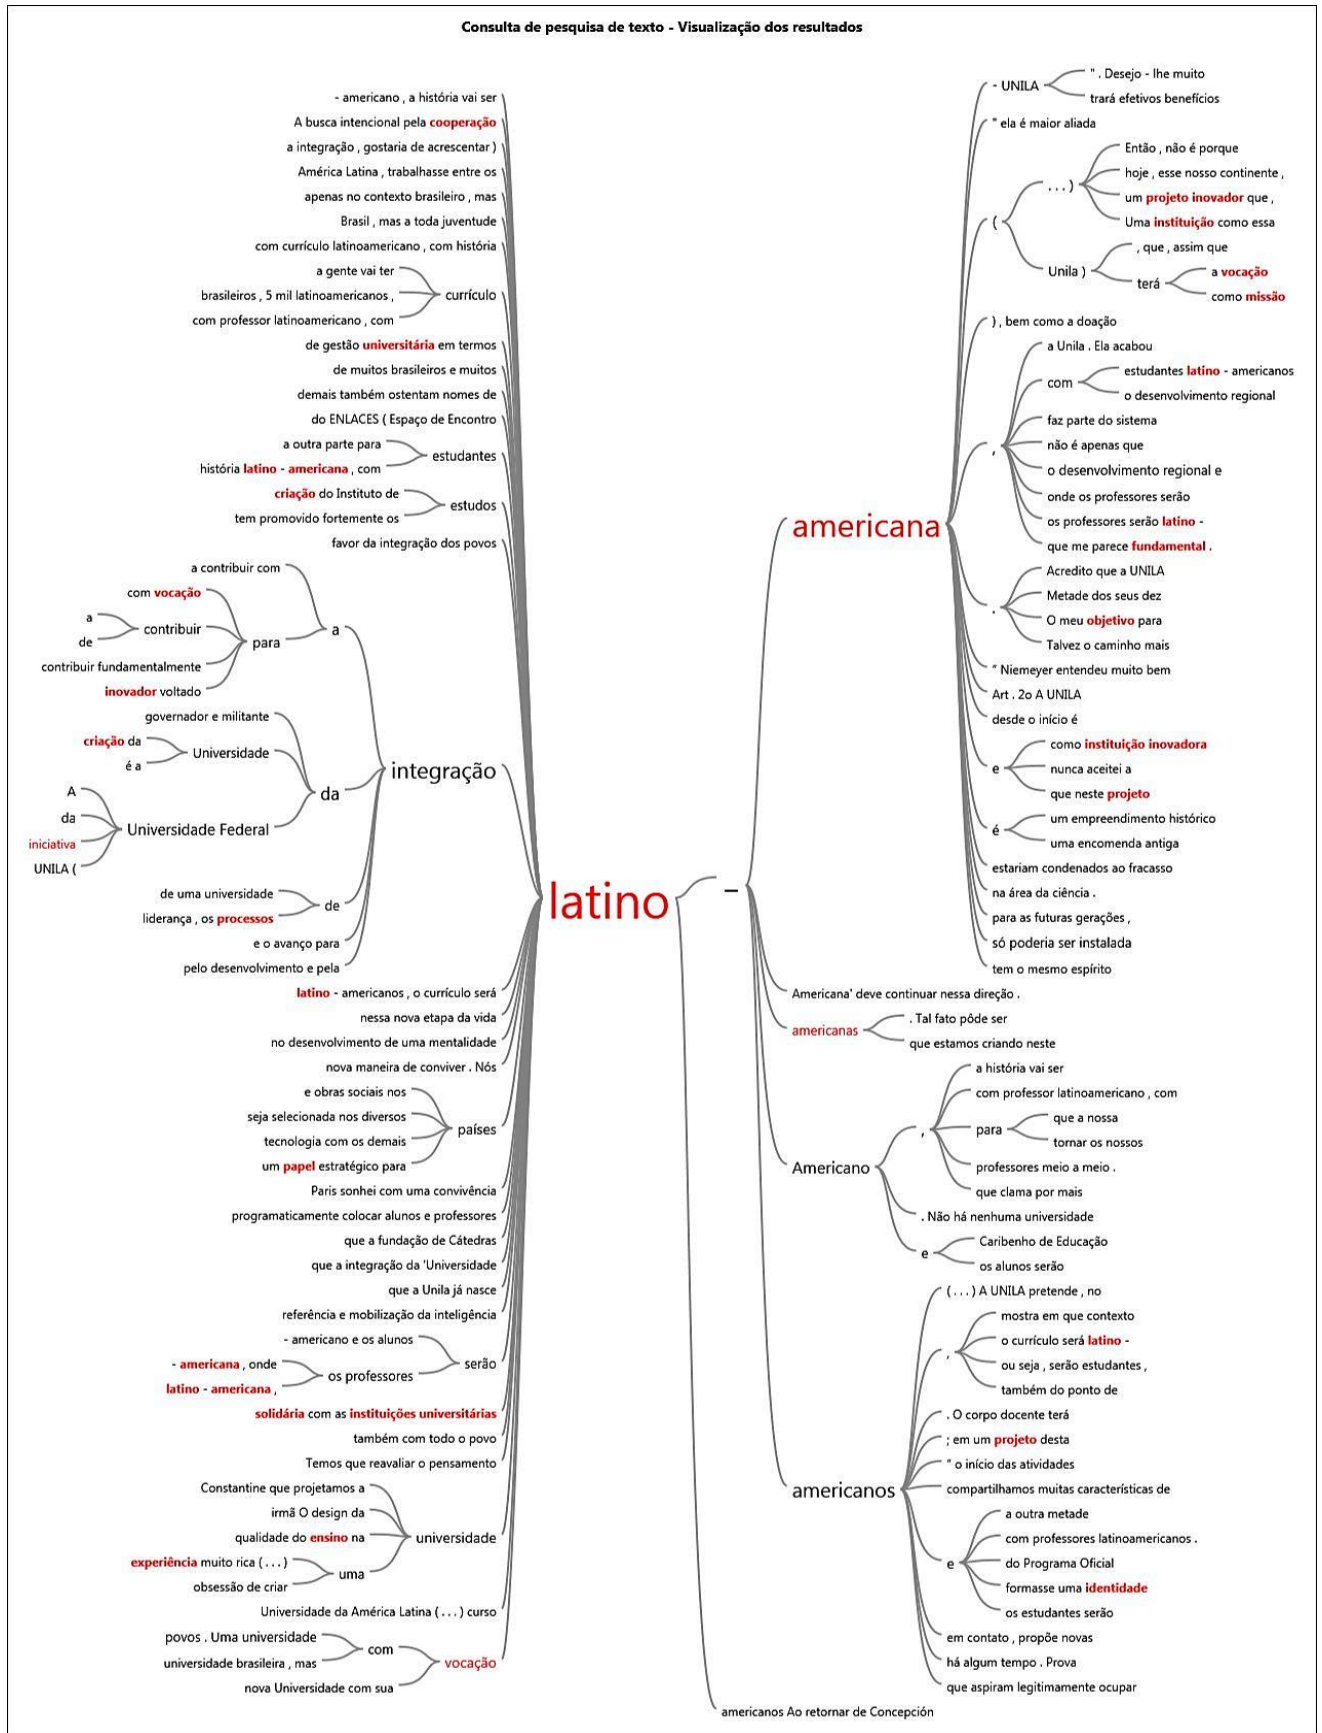 Consulta de pesquisa de texto - Visualização dos resultados
- americano , a história vai ser
A busca intencional pela cooperação
a integração , gostaria de acrescentar )
América Latina , trabalhasse entre os
apenas no contexto brasileiro , mas
Brasil , mas a toda juventude
com currículo latinoamericano , com história
a gente vai ter
brasileiros , 5 mil latinoamericanos ,
currículo
com professor latinoamericano , com
de gestão universitária em termos
de muitos brasileiros e muitos
demais também ostentam nomes de
do ENLACES ( Espaço de Encontro
a outra parte para
estudantes
história latino - americana , com
criação do Instituto de
estudos
tem promovido fortemente os
favor da integração dos povos
a contribuir com
com vocação
a
contribuir
de
para
a
contribuir fundamentalmente
inovador voltado
governador e militante
criação da
Universidade
é a
da
integração
A
da
Universidade Federal
iniciativa
UNILA (
de uma universidade
de
liderança , os processos
e o avanço para
pelo desenvolvimento e pela
latino - americanos , o currículo será
nessa nova etapa da vida
no desenvolvimento de uma mentalidade
nova maneira de conviver . Nós
e obras sociais nos
seja selecionada nos diversos
países
tecnologia com os demais
um papel estratégico para
Paris sonhei com uma convivência
programaticamente colocar alunos e professores
que a fundação de Cátedras
que a integração da 'Universidade
que a Unila já nasce
referência e mobilização da inteligência
- americano e os alunos
serão
- americana , onde
os professores
latino - americana ,
solidária com as instituições universitárias
também com todo o povo
Temos que reavaliar o pensamento
Constantine que projetamos a
irmã O design da
qualidade do ensino na
universidade
experiência muito rica ( . . . )
uma
obsessão de criar
Universidade da América Latina ( . . . ) curso
povos . Uma universidade
com
universidade brasileira , mas
vocação
nova Universidade com sua
latino
-
americana
- UNILA
" . Desejo - lhe muito
trará efetivos benefícios
" ela é maior aliada
(
. . . )
Então , não é porque
hoje , esse nosso continente ,
um projeto inovador que ,
Uma instituição como essa
Unila )
, que , assim que
terá
a vocação
como missão
) , bem como a doação
,
a Unila . Ela acabou
com
estudantes latino - americanos
o desenvolvimento regional
faz parte do sistema
não é apenas que
o desenvolvimento regional e
onde os professores serão
os professores serão latino -
que me parece fundamental .
.
Acredito que a UNILA
Metade dos seus dez
O meu objetivo para
Talvez o caminho mais
" Niemeyer entendeu muito bem
Art . 2o A UNILA
desde o início é
e
como instituição inovadora
nunca aceitei a
que neste projeto
é
um empreendimento histórico
uma encomenda antiga
estariam condenados ao fracasso
na área da ciência .
para as futuras gerações ,
só poderia ser instalada
tem o mesmo espírito
Americana' deve continuar nessa direção .
americanas
. Tal fato pôde ser
que estamos criando neste
Americano
,
a história vai ser
com professor latinoamericano , com
para
que a nossa
tornar os nossos
professores meio a meio .
que clama por mais
. Não há nenhuma universidade
e
Caribenho de Educação
os alunos serão
americanos
( . . . ) A UNILA pretende , no
,
mostra em que contexto
o currículo será latino -
ou seja , serão estudantes ,
também do ponto de
. O corpo docente terá
; em um projeto desta
" o início das atividades
compartilhamos muitas características de
e
a outra metade
com professores latinoamericanos .
do Programa Oficial
formasse uma identidade
os estudantes serão
em contato , propõe novas
há algum tempo . Prova
que aspiram legitimamente ocupar
americanos Ao retornar de Concepción